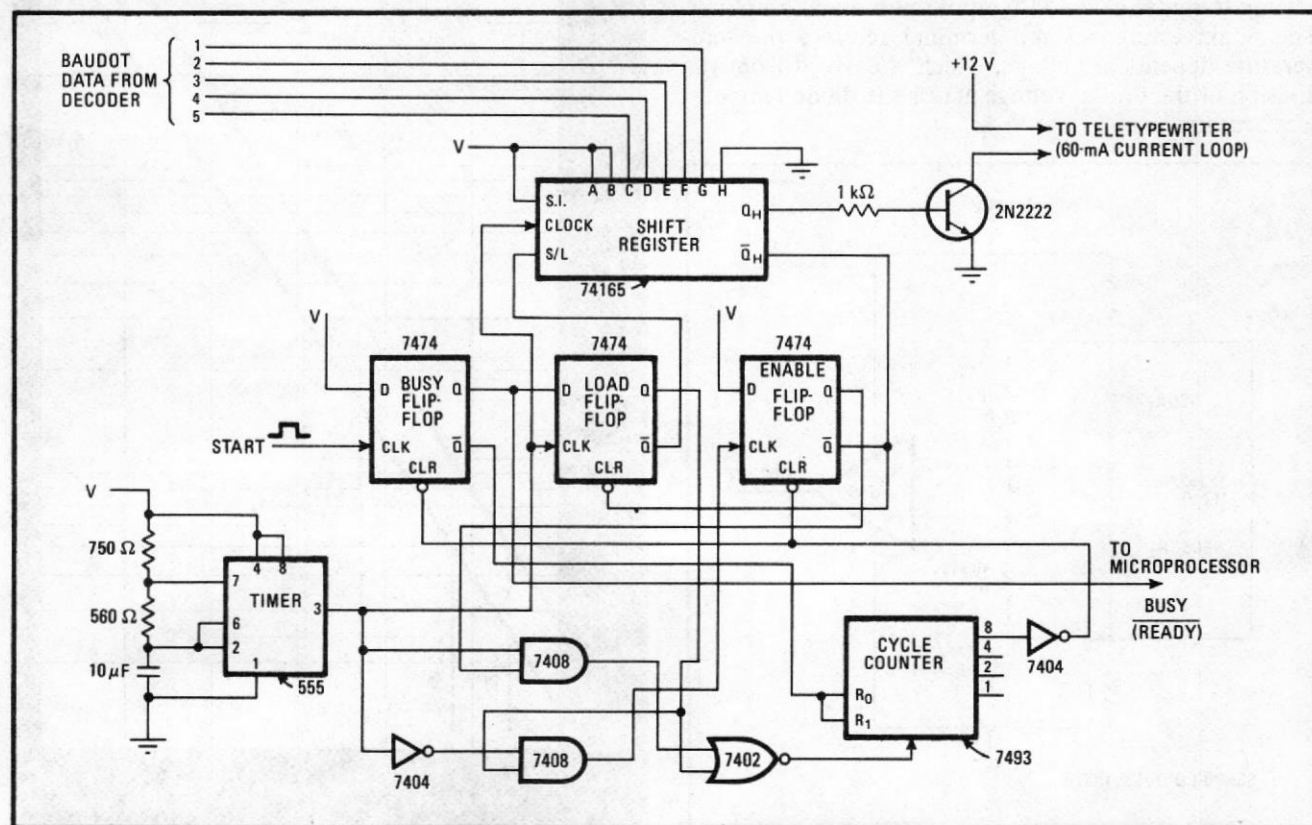 BAUDOT
DATA FROM
DECODER
1
2
3
4
5
+12 V
TO TELETYPEWRITER
(60-mA CURRENT LOOP)
V
A B C D E F G H
S.I.
CLOCK
S/L
SHIFT
REGISTER
QH
Q̅H
1 kΩ
2N2222
74165
V
7474
7474
V
7474
D
BUSY
FLIP-
FLOP
Q
CLK
Q̅
CLR
D
LOAD
FLIP-
FLOP
Q
CLK
Q̅
CLR
ENABLE
D
FLIP-
FLOP
Q
CLK
Q̅
CLR
START
V
750 Ω
560 Ω
10 μF
4
8
7
TIMER
3
6
2
1
555
7408
7404
7408
7402
CYCLE
COUNTER
8
4
2
1
R0
R1
7404
7493
TO
MICROPROCESSOR
BUSY
(READY)